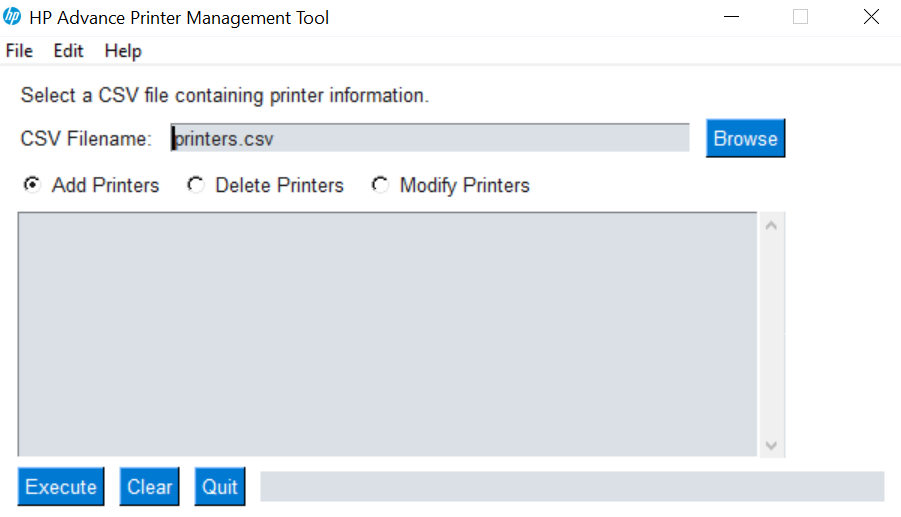 hp HP Advance Printer Management Tool
File Edit Help
Select a CSV file containing printer information.
CSV Filename: printers.csv Browse
Add Printers Delete Printers Modify Printers
Execute Clear Quit